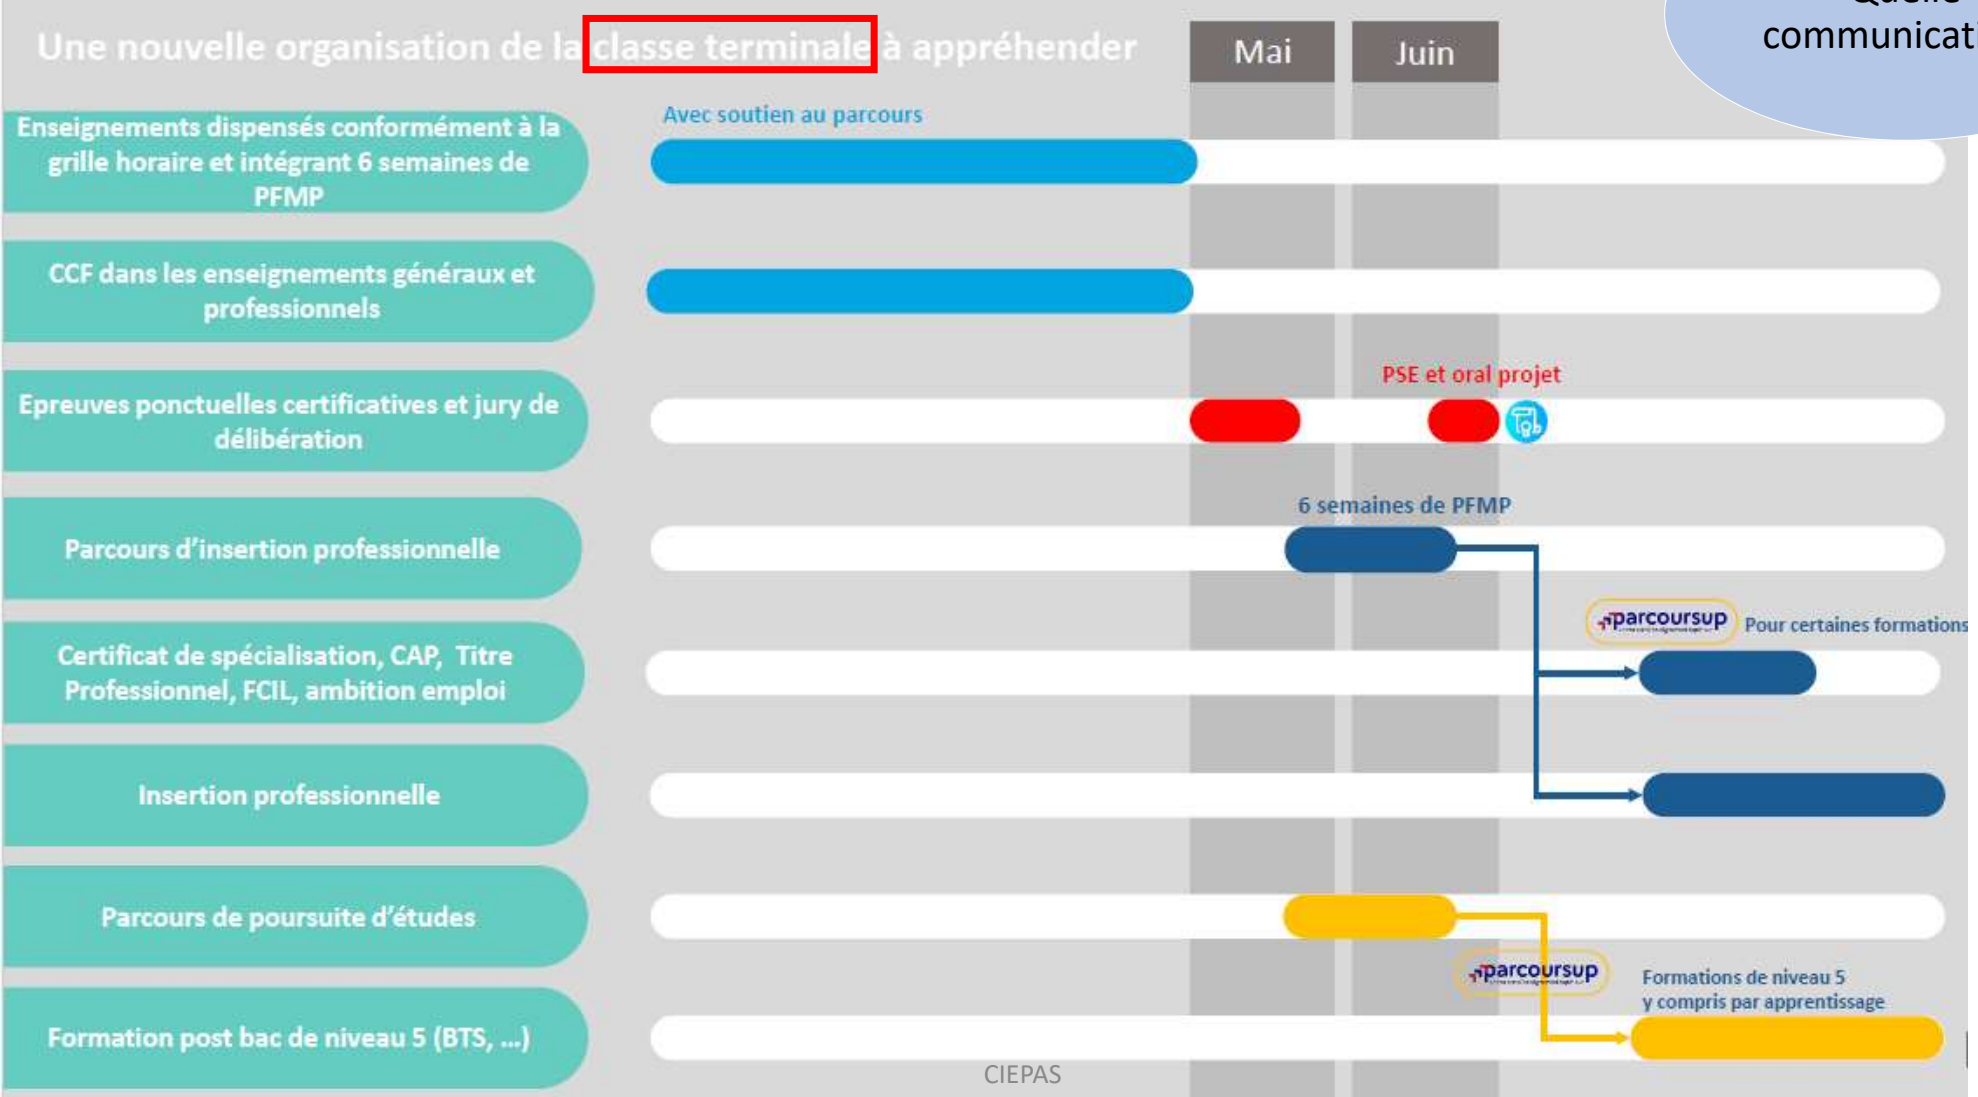 Quelle
communicati
Une nouvelle organisation de la classe terminale à appréhender
Mai
Juin
Enseignements dispensés conformément à la
grille horaire et intégrant 6 semaines de
PFMP
Avec soutien au parcours
CCF dans les enseignements généraux et
professionnels
Epreuves ponctuelles certificatives et jury de
délibération
PSE et oral projet
Parcours d'insertion professionnelle
6 semaines de PFMP
Certificat de spécialisation, CAP, Titre
Professionnel, FCIL, ambition emploi
parcoursup
Pour certaines formations
Insertion professionnelle
Parcours de poursuite d'études
Formation post bac de niveau 5 (BTS, ...)
parcoursup
Formations de niveau 5
y compris par apprentissage
CIEPAS